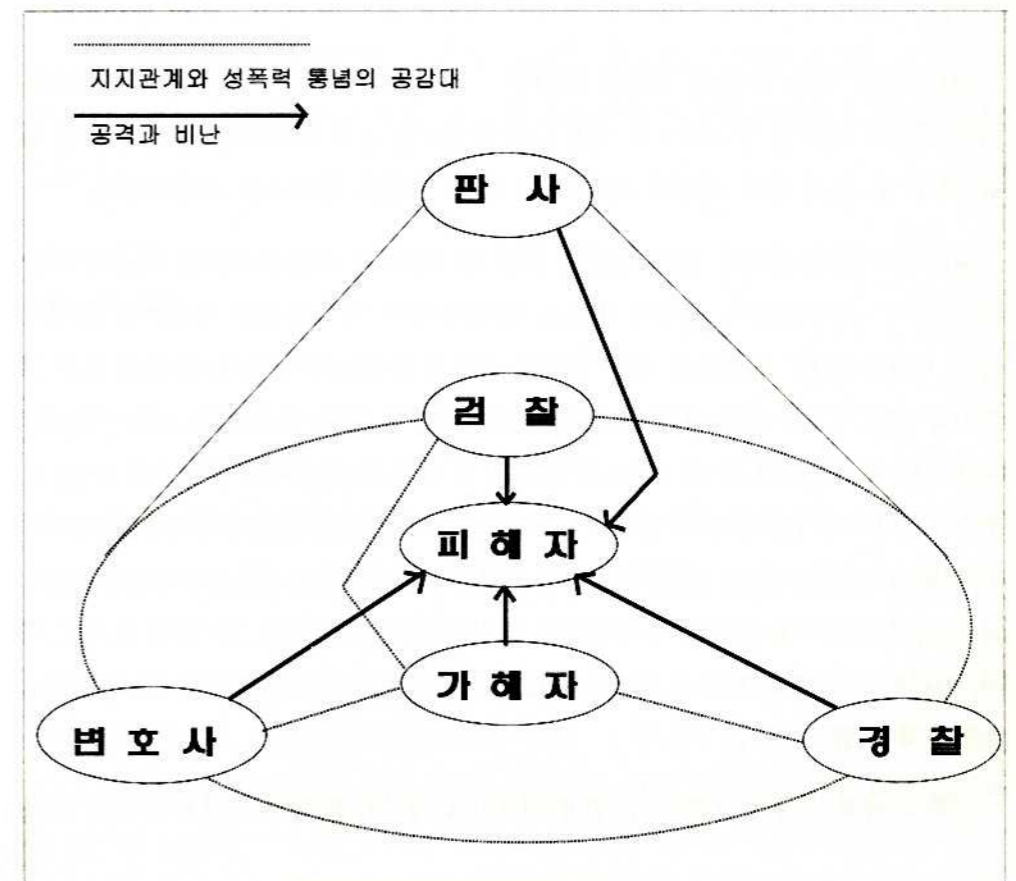 지지관계와 성폭력 통념의 공감대
공격과 비난
판 사
검 찰
피 해 자
가 해 자
변 호 사
경 찰